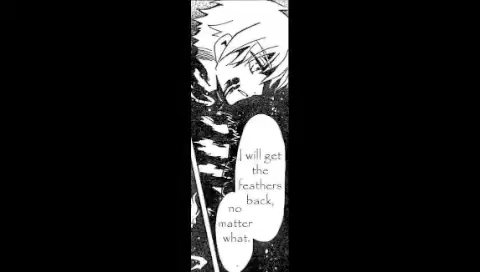 I will get
the
feathers
back,
no
matter
what.